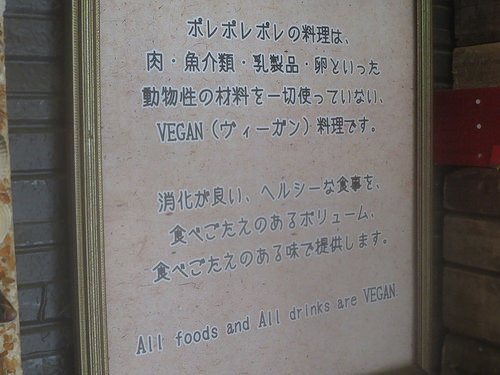 ポレポレポレの料理は、
肉・魚介類・乳製品・卵といった
動物性の材料を一切使っていない、
VEGAN（ヴィーガン）料理です。
消化が良い、ヘルシーな食事を、
食べごたえのあるボリューム、
食べごたえのある味で提供します。
All foods and All drinks are VEGAN.